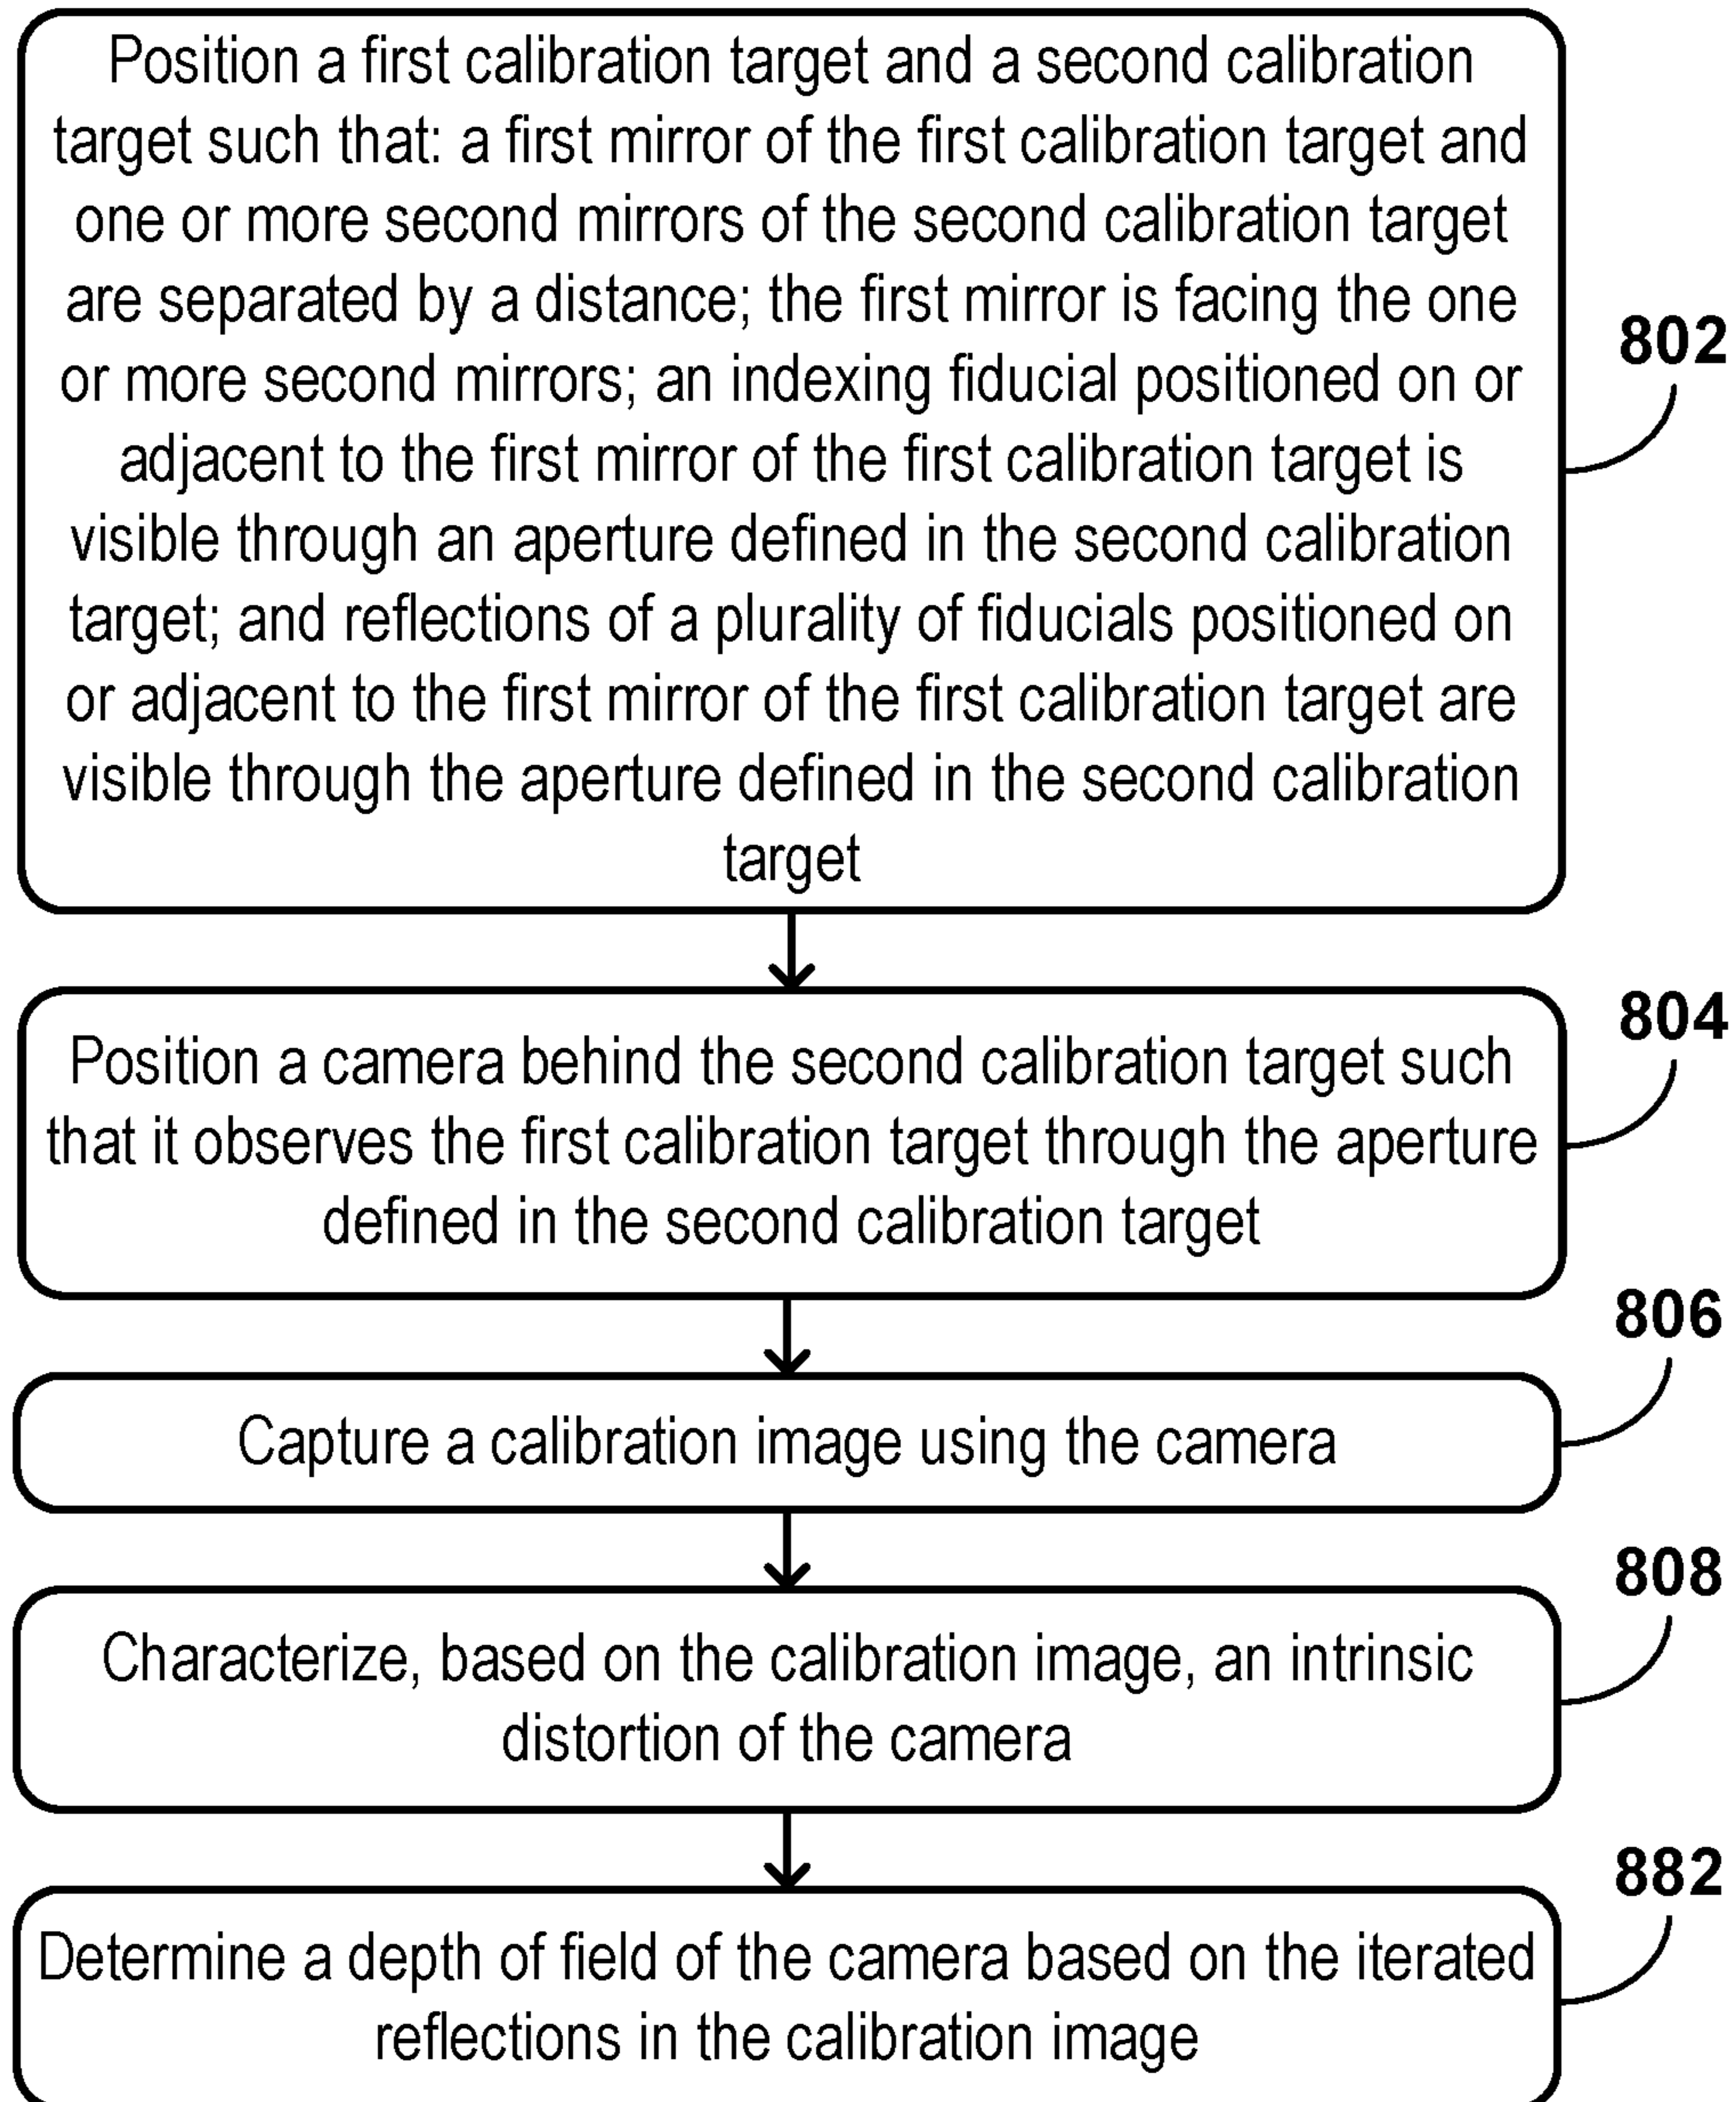 Position a first calibration target and a second calibration
target such that: a first mirror of the first calibration target and
one or more second mirrors of the second calibration target
are separated by a distance; the first mirror is facing the one
or more second mirrors; an indexing fiducial positioned on or
adjacent to the first mirror of the first calibration target is
visible through an aperture defined in the second calibration
target; and reflections of a plurality of fiducials positioned on
or adjacent to the first mirror of the first calibration target are
visible through the aperture defined in the second calibration
target
802
Position a camera behind the second calibration target such
that it observes the first calibration target through the aperture
defined in the second calibration target
804
Capture a calibration image using the camera
806
Characterize, based on the calibration image, an intrinsic
distortion of the camera
808
Determine a depth of field of the camera based on the iterated
reflections in the calibration image
882